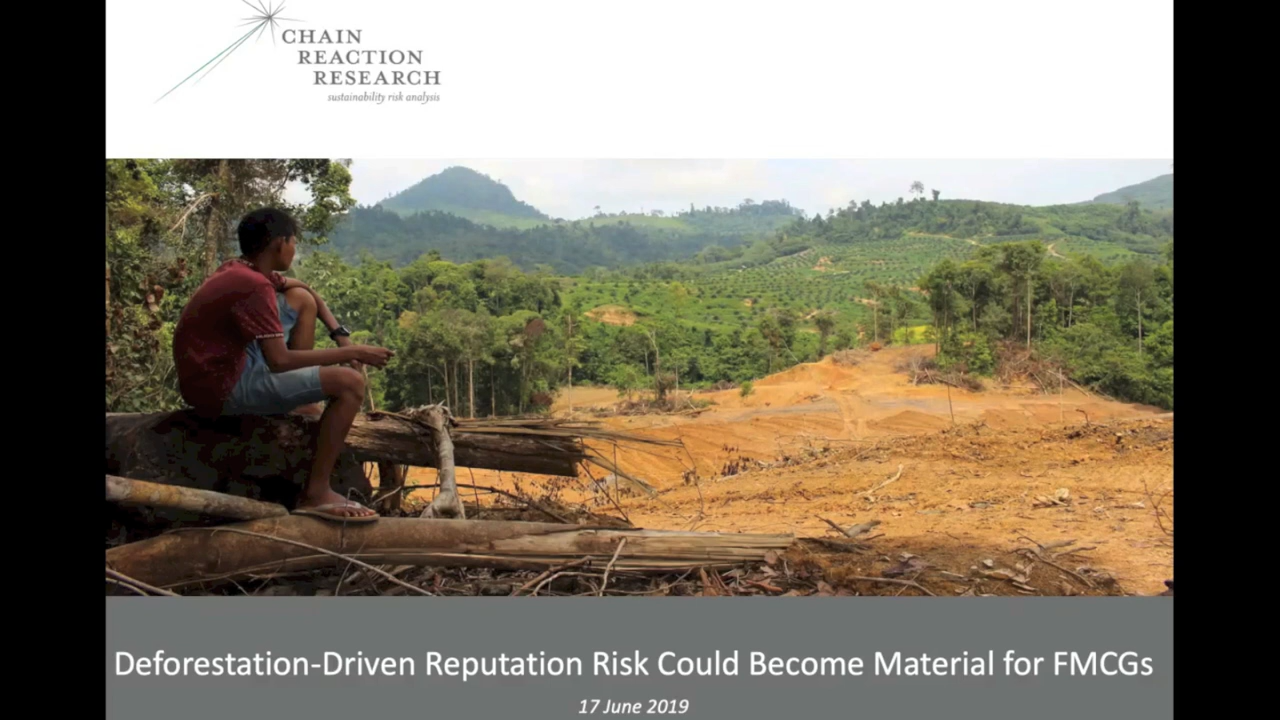 CHAIN
REACTION
RESEARCH
sustainability risk analysis
Deforestation-Driven Reputation Risk Could Become Material for FMCGs
17 June 2019